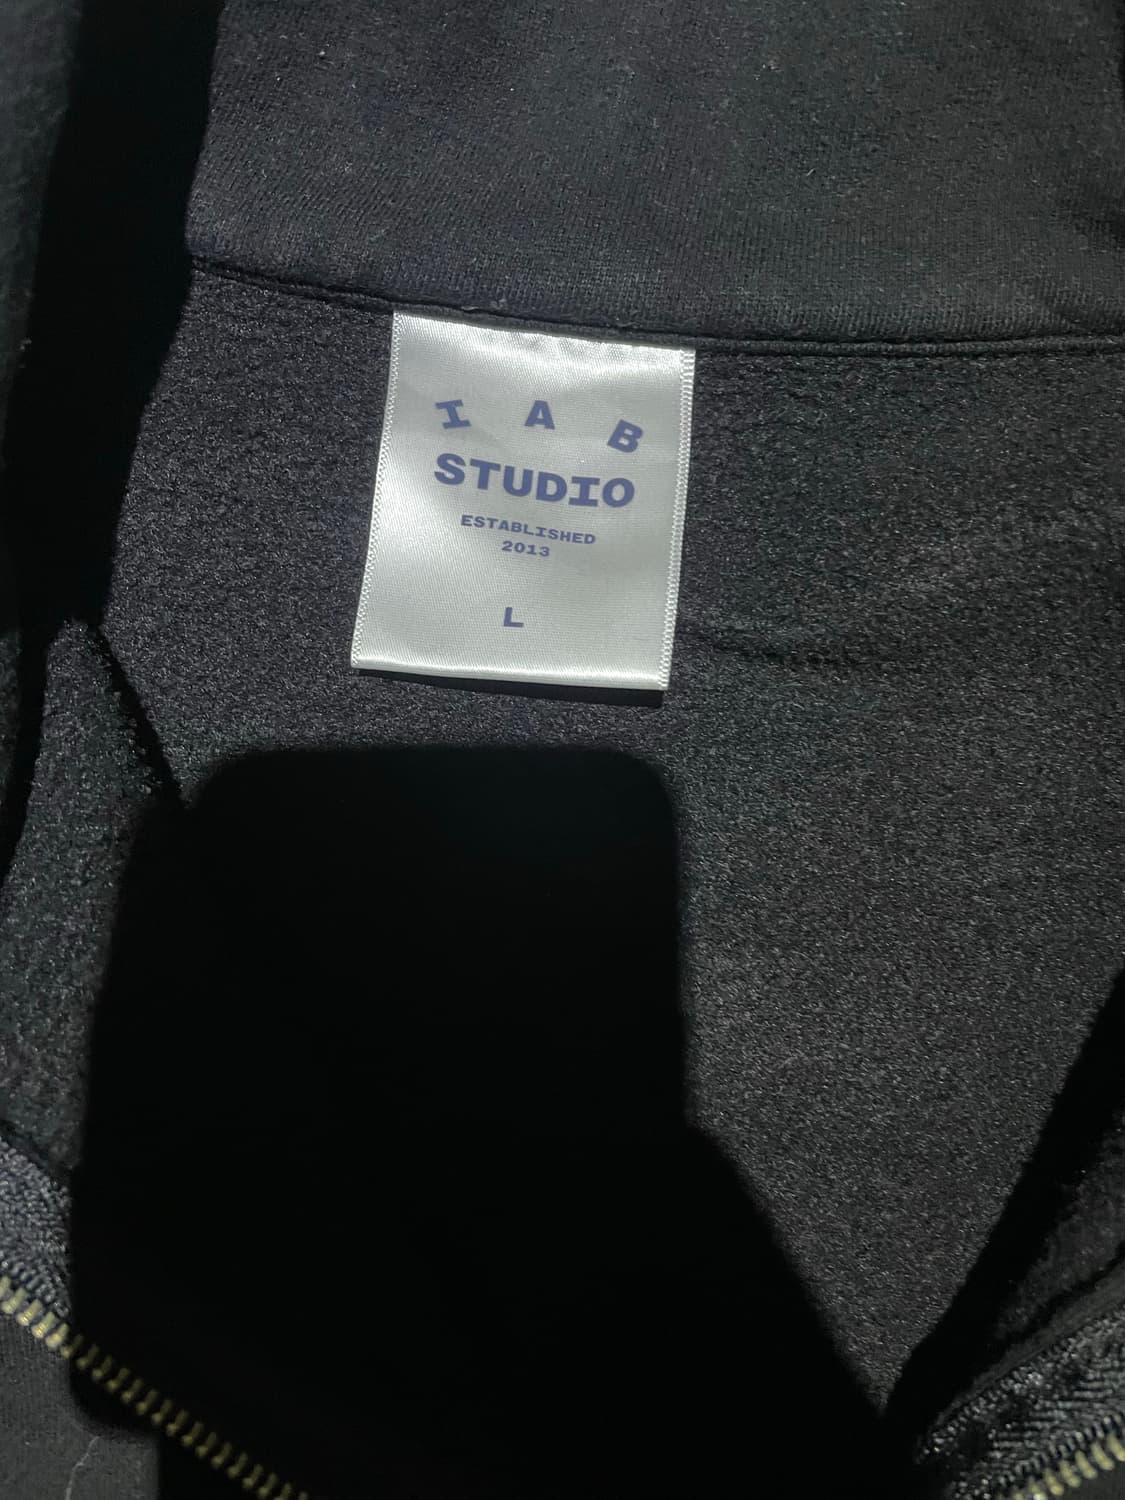 I A B
STUDIO
ESTABLISHED
2013
L